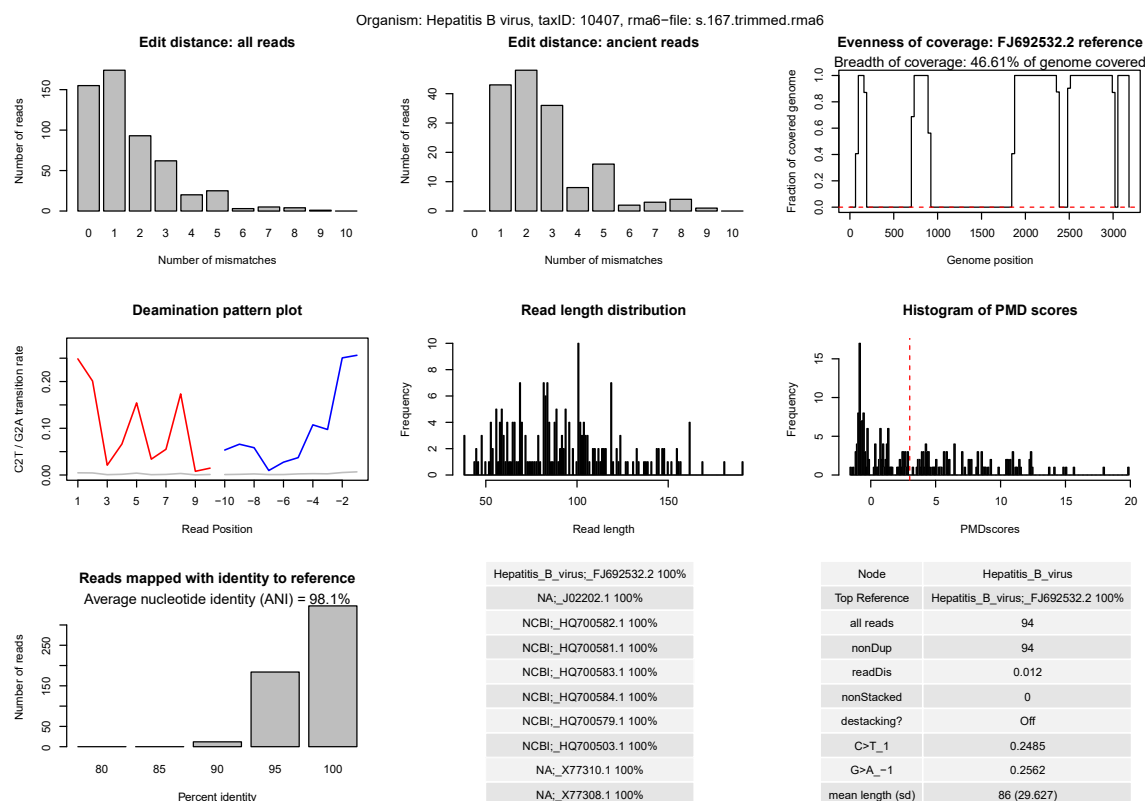 Organism: Hepatitis B virus, taxID: 10407, rma6−file: s.167.trimmed.rma6
Edit distance: all reads
Number of reads
0 50 100 150
0 1 2 3 4 5 6 7 8 9 10
Number of mismatches
Edit distance: ancient reads
Number of reads
0 10 20 30 40
0 1 2 3 4 5 6 7 8 9 10
Number of mismatches
Evenness of coverage: FJ692532.2 reference
Breadth of coverage: 46.61% of genome covered
Fraction of covered genome
0.0 0.2 0.4 0.6 0.8 1.0
0 500 1000 1500 2000 2500 3000
Genome position
Deamination pattern plot
C2T / G2A transition rate
0.00 0.10 0.20
1 3 5 7 9 −10 −8 −6 −4 −2
Read Position
Read length distribution
Frequency
0 2 4 6 8 10
50 100 150
Read length
Histogram of PMD scores
Frequency
0 5 10 15
0 5 10 15 20
PMDscores
Reads mapped with identity to reference
Average nucleotide identity (ANI) = 98.1%
Number of reads
0 50 150 250
80 85 90 95 100
Percent identity
Hepatitis_B_virus;_FJ692532.2 100%
NA;_J02202.1 100%
NCBI;_HQ700582.1 100%
NCBI;_HQ700581.1 100%
NCBI;_HQ700583.1 100%
NCBI;_HQ700584.1 100%
NCBI;_HQ700579.1 100%
NCBI;_HQ700503.1 100%
NA;_X77310.1 100%
NA;_X77308.1 100%
Node Hepatitis_B_virus
Top Reference Hepatitis_B_virus;_FJ692532.2 100%
all reads 94
nonDup 94
readDis 0.012
nonStacked 0
destacking? Off
C>T_1 0.2485
G>A_−1 0.2562
mean length (sd) 86 (29.627)